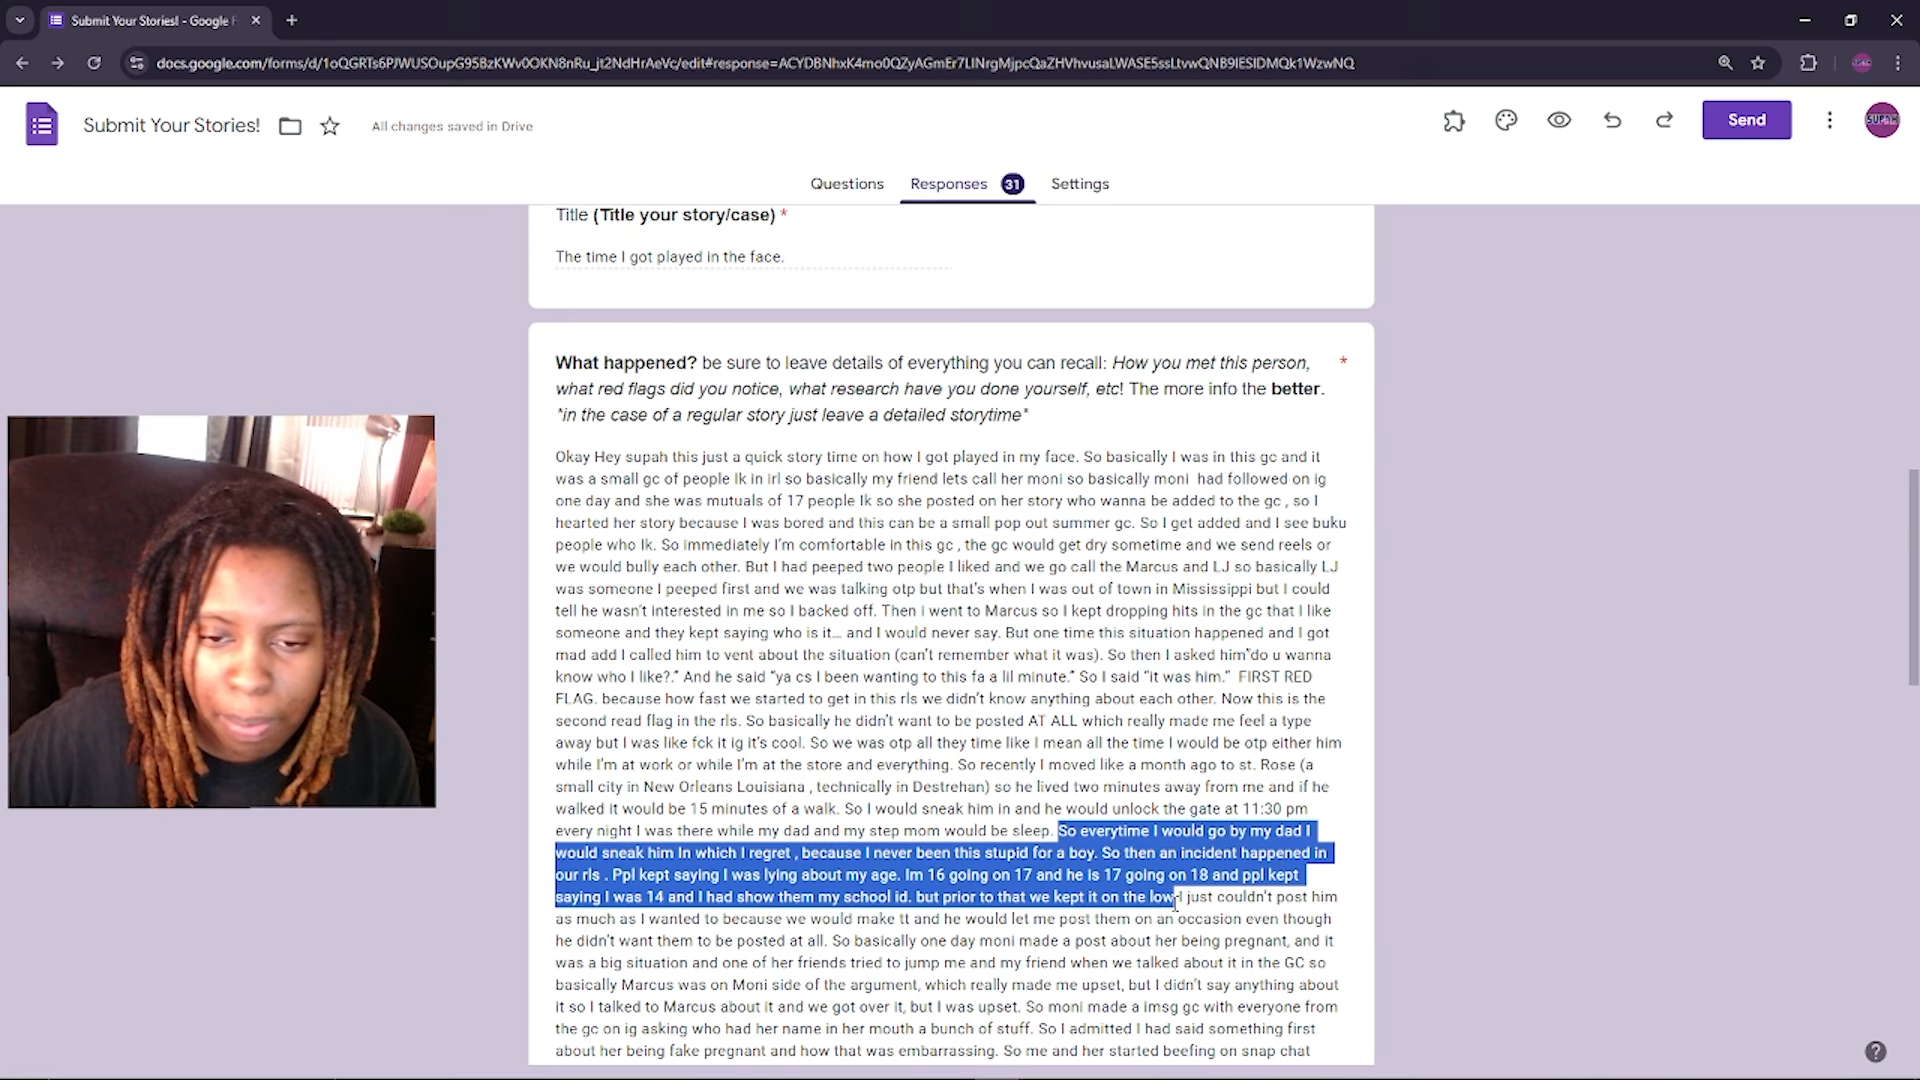 Submit Your Stories! - Google F
docs.google.com/forms/d/1oQGRTs6PJWUSOupG958zKWv0OKN8nRu_jt2NdHrAeVc/edit#response=ACYDBNhxK4mo0QZyAGmEr7LINrgMjpcQaZHVhvusaLWASE5ssLtvwQNB9IESIDMQk1WzwNQ
Submit Your Stories!
All changes saved in Drive
Send
SUPAH
Questions
Responses 31
Settings
Title (Title your story/case) *
The time I got played in the face.
What happened? be sure to leave details of everything you can recall: How you met this person, *
what red flags did you notice, what research have you done yourself, etc! The more info the better.
*in the case of a regular story just leave a detailed storytime*
Okay Hey supah this just a quick story time on how I got played in my face. So basically I was in this gc and it
was a small gc of people Ik in irl so basically my friend lets call her moni so basically moni  had followed on ig
one day and she was mutuals of 17 people Ik so she posted on her story who wanna be added to the gc , so I
hearted her story because I was bored and this can be a small pop out summer gc. So I get added and I see buku
people who Ik. So immediately I'm comfortable in this gc , the gc would get dry sometime and we send reels or
we would bully each other. But I had peeped two people I liked and we go call the Marcus and LJ so basically LJ
was someone I peeped first and we was talking otp but that's when I was out of town in Mississippi but I could
tell he wasn't interested in me so I backed off. Then i went to Marcus so I kept dropping hits in the gc that I like
someone and they kept saying who is it… and I would never say. But one time this situation happened and I got
mad add I called him to vent about the situation (can't remember what it was). So then I asked him"do u wanna
know who I like?." And he said "ya cs I been wanting to this fa a lil minute." So I said "it was him."  FIRST RED
FLAG. because how fast we started to get in this rls we didn't know anything about each other. Now this is the
second read flag in the rls. So basically he didn't want to be posted AT ALL which really made me feel a type
away but I was like fck it ig it's cool. So we was otp all they time like I mean all the time I would be otp either him
while I'm at work or while I'm at the store and everything. So recently I moved like a month ago to st. Rose (a
small city in New Orleans Louisiana , technically in Destrehan) so he lived two minutes away from me and if he
walked it would be 15 minutes of a walk. So I would sneak him in and he would unlock the gate at 11:30 pm
every night I was there while my dad and my step mom would be sleep. So everytime I would go by my dad I
would sneak him In which I regret , because I never been this stupid for a boy. So then an incident happened in
our rls . Ppl kept saying I was lying about my age. Im 16 going on 17 and he is 17 going on 18 and ppl kept
saying I was 14 and I had show them my school id. but prior to that we kept it on the low I just couldn't post him
as much as I wanted to because we would make tt and he would let me post them on an occasion even though
he didn't want them to be posted at all. So basically one day moni made a post about her being pregnant, and it
was a big situation and one of her friends tried to jump me and my friend when we talked about it in the GC so
basically Marcus was on Moni side of the argument, which really made me upset, but I didn't say anything about
it so I talked to Marcus about it and we got over it, but I was upset. So moni made a imsg gc with everyone from
the gc on ig asking who had her name in her mouth a bunch of stuff. So I admitted I had said something first
about her being fake pregnant and how that was embarrassing. So me and her started beefing on snap chat